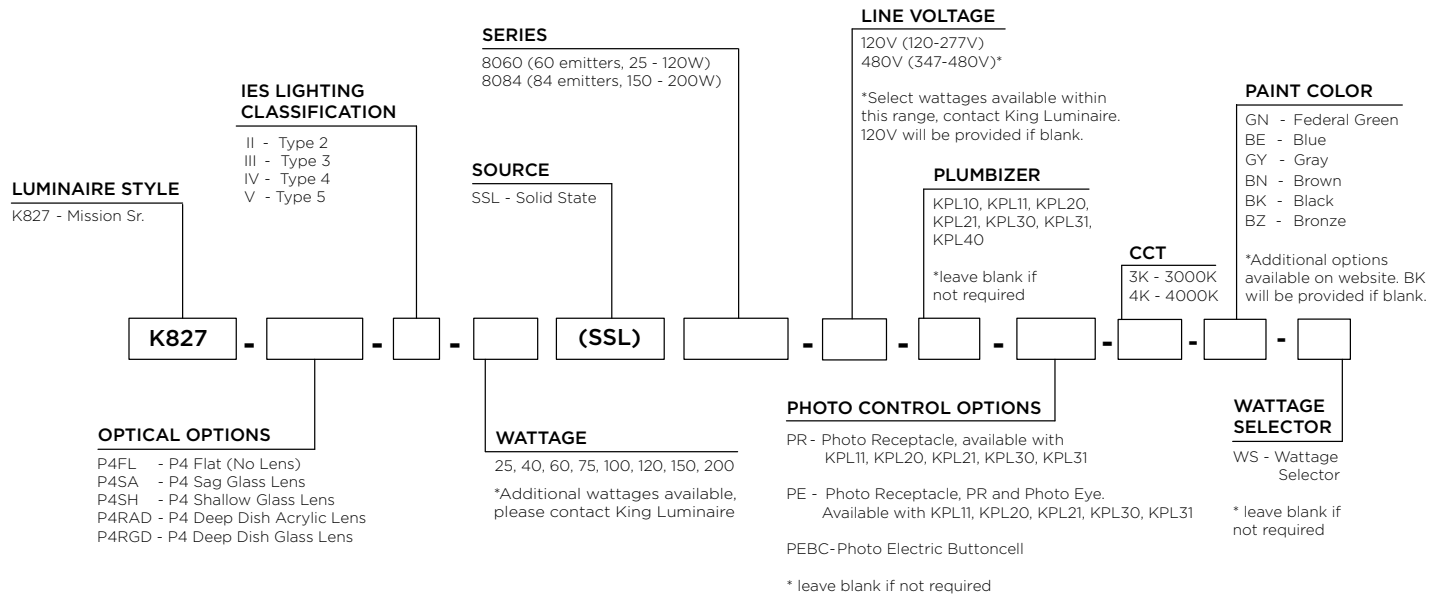 LUMINAIRE STYLE
K827 - Mission Sr.
IES LIGHTING
CLASSIFICATION
II - Type 2
III - Type 3
IV - Type 4
V - Type 5
SERIES
8060 (60 emitters, 25 - 120W)
8084 (84 emitters, 150 - 200W)
SOURCE
SSL - Solid State
LINE VOLTAGE
120V (120-277V)
480V (347-480V)*
*Select wattages available within
this range, contact King Luminaire.
120V will be provided if blank.
PLUMBIZER
KPL10, KPL11, KPL20,
KPL21, KPL30, KPL31,
KPL40
*leave blank if
not required
CCT
3K - 3000K
4K - 4000K
PAINT COLOR
GN - Federal Green
BE - Blue
GY - Gray
BN - Brown
BK - Black
BZ - Bronze
*Additional options
available on website. BK
will be provided if blank.
K827 - - - (SSL) - - - - - -
OPTICAL OPTIONS
P4FL - P4 Flat (No Lens)
P4SA - P4 Sag Glass Lens
P4SH - P4 Shallow Glass Lens
P4RAD - P4 Deep Dish Acrylic Lens
P4RGD - P4 Deep Dish Glass Lens
WATTAGE
25, 40, 60, 75, 100, 120, 150, 200
*Additional wattages available,
please contact King Luminaire
PHOTO CONTROL OPTIONS
PR - Photo Receptacle, available with
KPL11, KPL20, KPL21, KPL30, KPL31
PE - Photo Receptacle, PR and Photo Eye.
Available with KPL11, KPL20, KPL21, KPL30, KPL31
PEBC-Photo Electric Buttoncell
* leave blank if not required
WATTAGE
SELECTOR
WS - Wattage
Selector
* leave blank if
not required